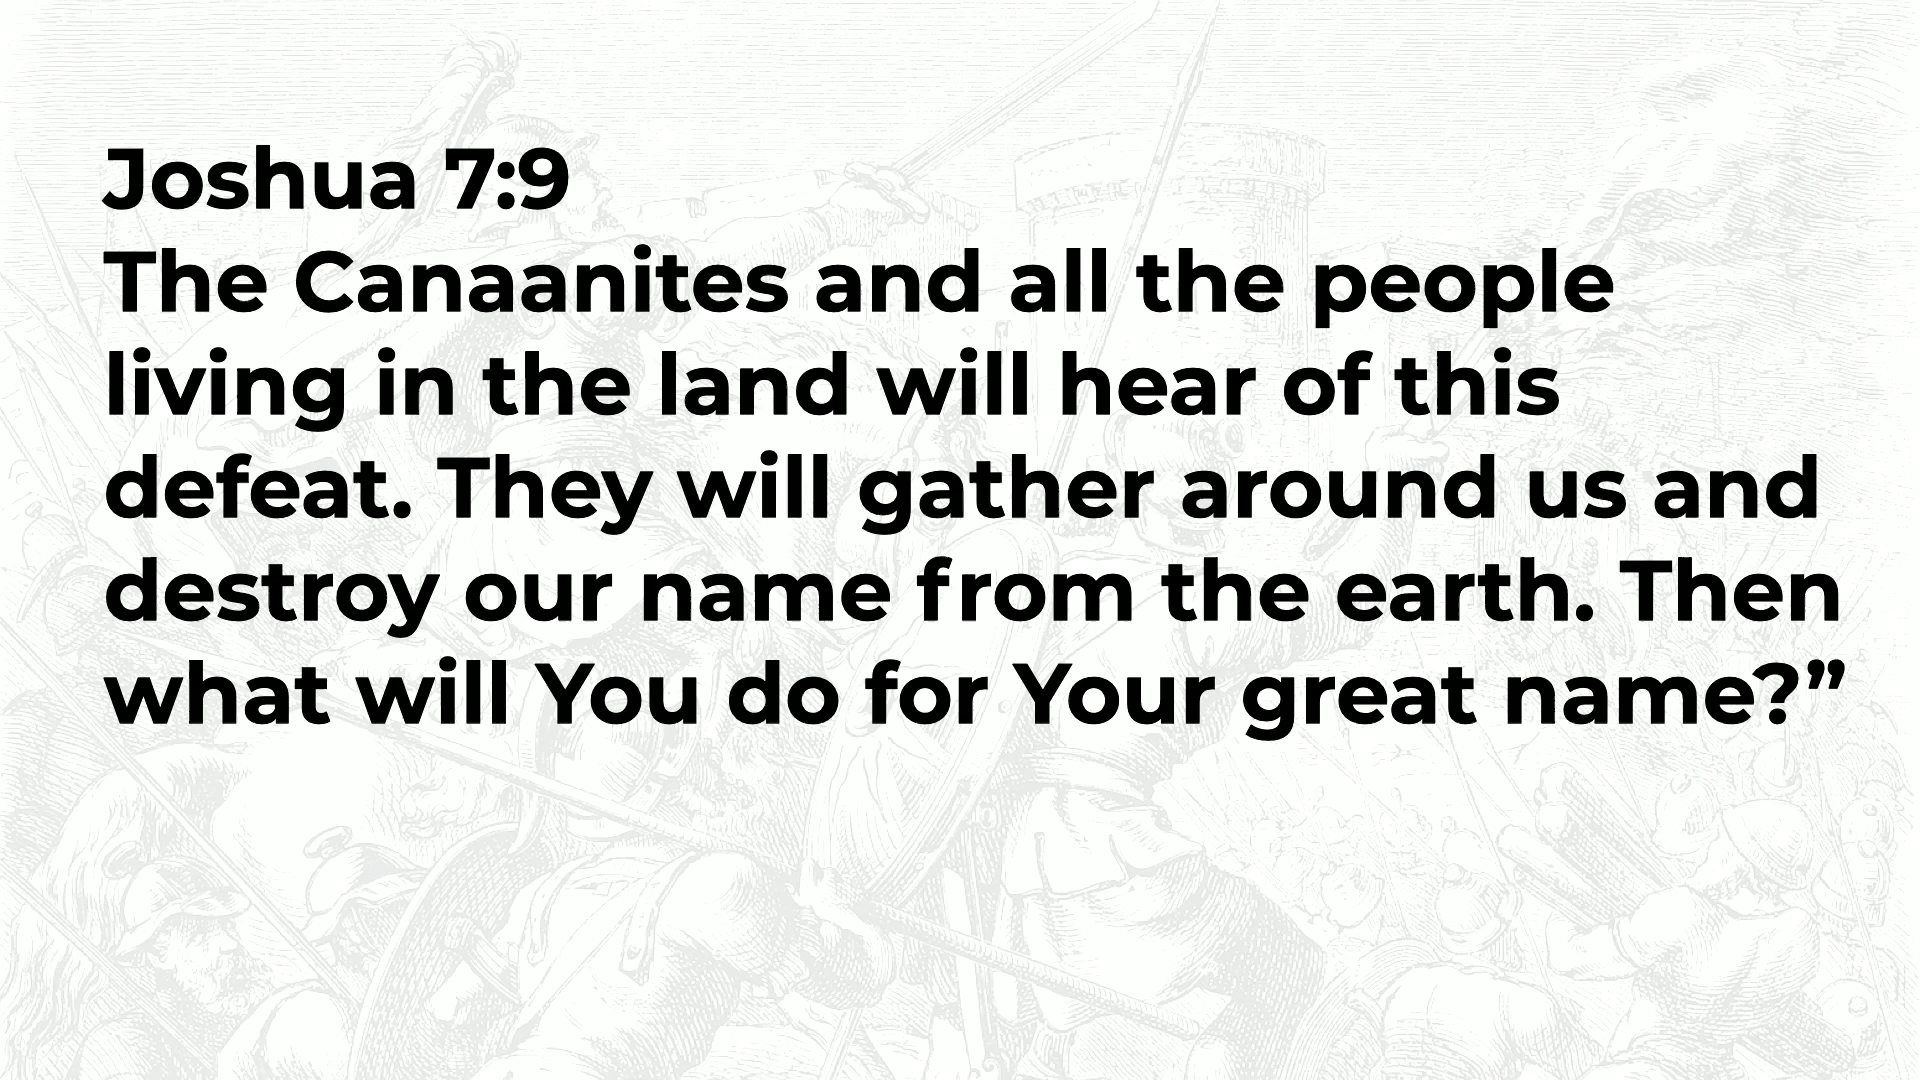 Joshua 7:9
The Canaanites and all the people
living in the land will hear of this
defeat. They will gather around us and
destroy our name from the earth. Then
what will You do for Your great name?”